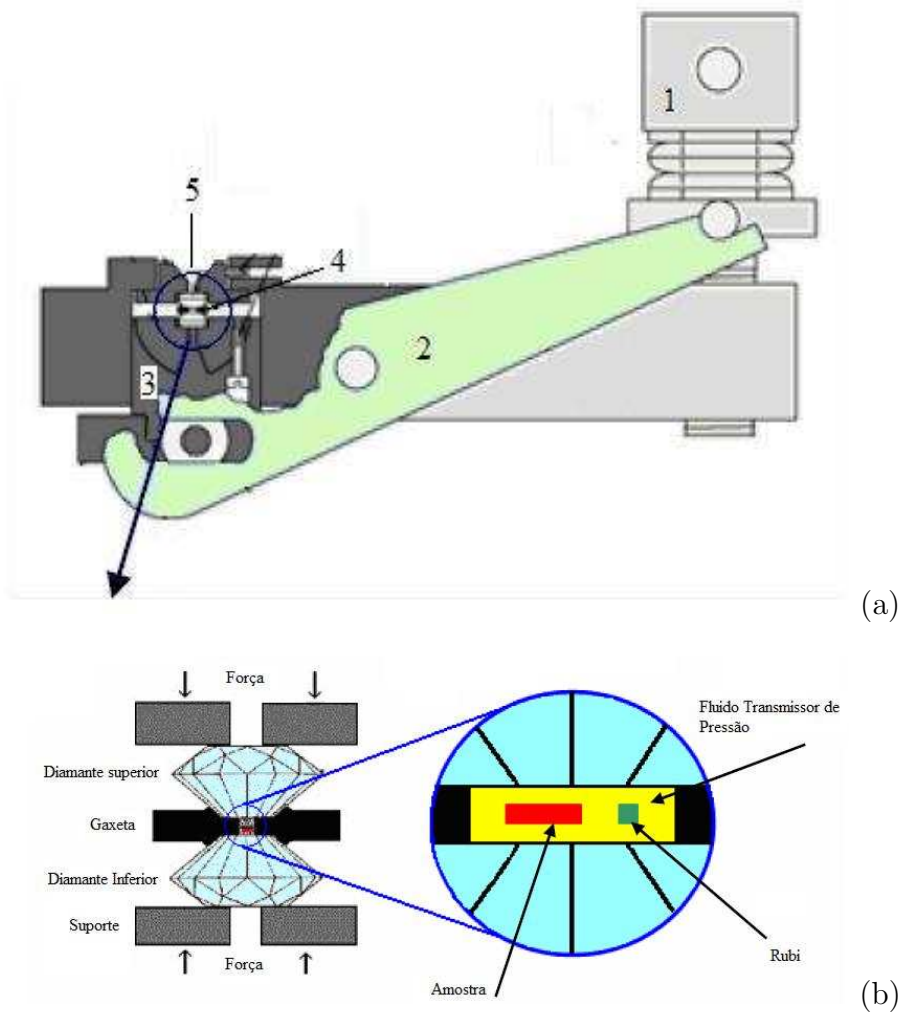 1
5
4
2
3
(a)
Força
Fluido Transmissor de
Pressão
Diamante superior
Gaxeta
Diamante Inferior
Suporte
Força
Rubi
Amostra
(b)